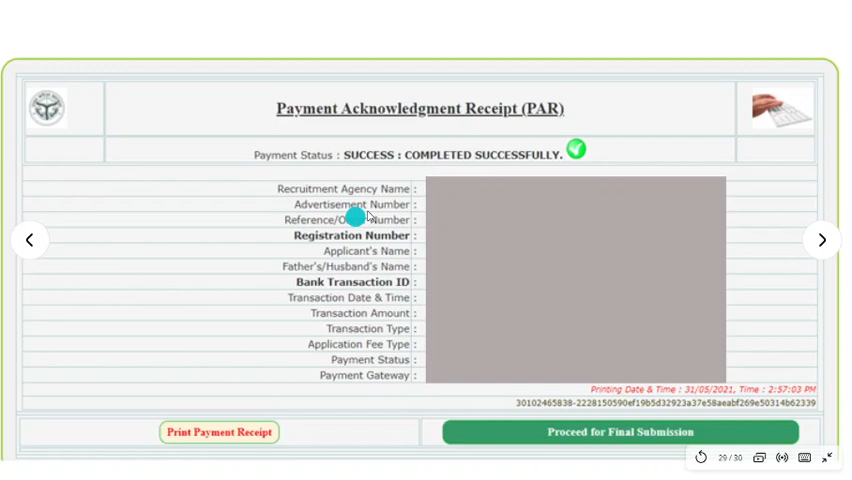 Payment Acknowledgment Receipt (PAR)
Payment Status : SUCCESS : COMPLETED SUCCESSFULLY.
Recruitment Agency Name :
Advertisement Number :
Reference/O Number :
Registration Number :
Applicant's Name :
Father's/Husband's Name :
Bank Transaction ID :
Transaction Date & Time :
Transaction Amount :
Transaction Type :
Application Fee Type :
Payment Status :
Payment Gateway :
Printing Date & Time : 31/05/2021, Time : 2:57:03 PM
30102465838-2228150590ef19b5d32923a37e58aeabf269e50314b62339
Print Payment Receipt
Proceed for Final Submission
29 / 30